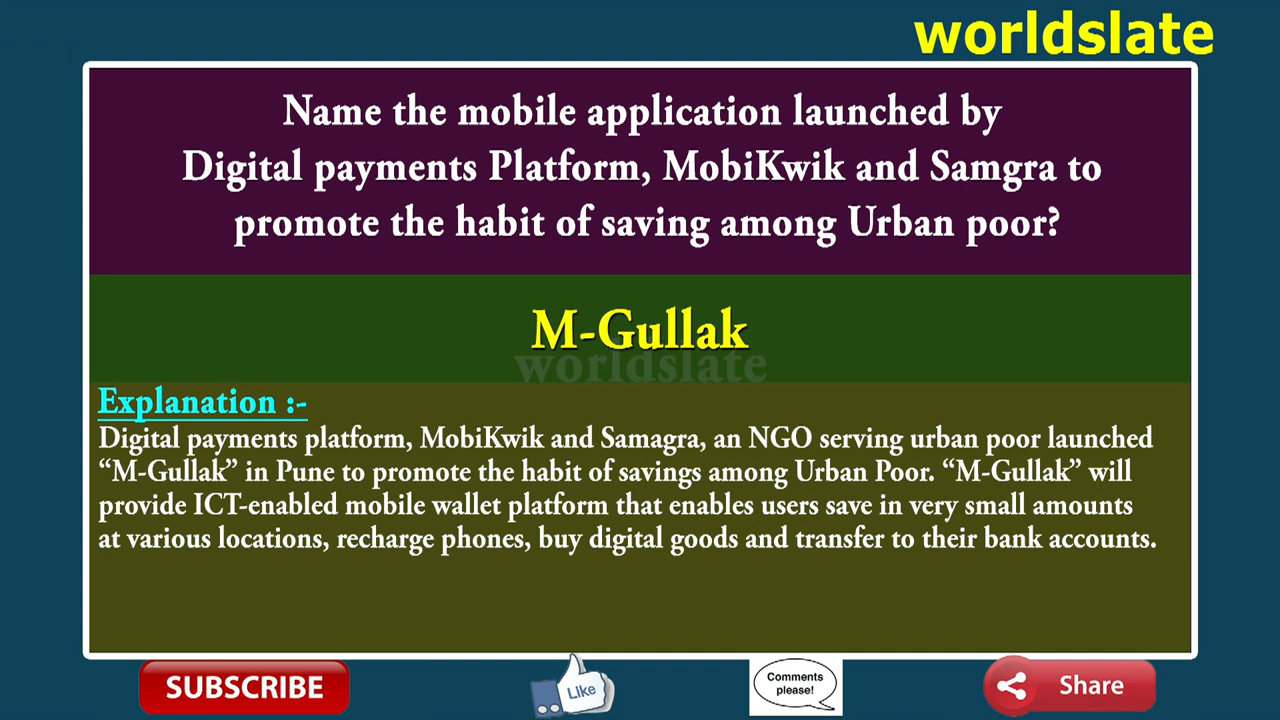 worldslate
Name the mobile application launched by
Digital payments Platform, MobiKwik and Samgra to
promote the habit of saving among Urban poor?
M-Gullak
worldslate
Explanation :-
Digital payments platform, MobiKwik and Samagra, an NGO serving urban poor launched
“M-Gullak” in Pune to promote the habit of savings among Urban Poor. “M-Gullak” will
provide ICT-enabled mobile wallet platform that enables users save in very small amounts
at various locations, recharge phones, buy digital goods and transfer to their bank accounts.
SUBSCRIBE
Like
Comments
please!
Share